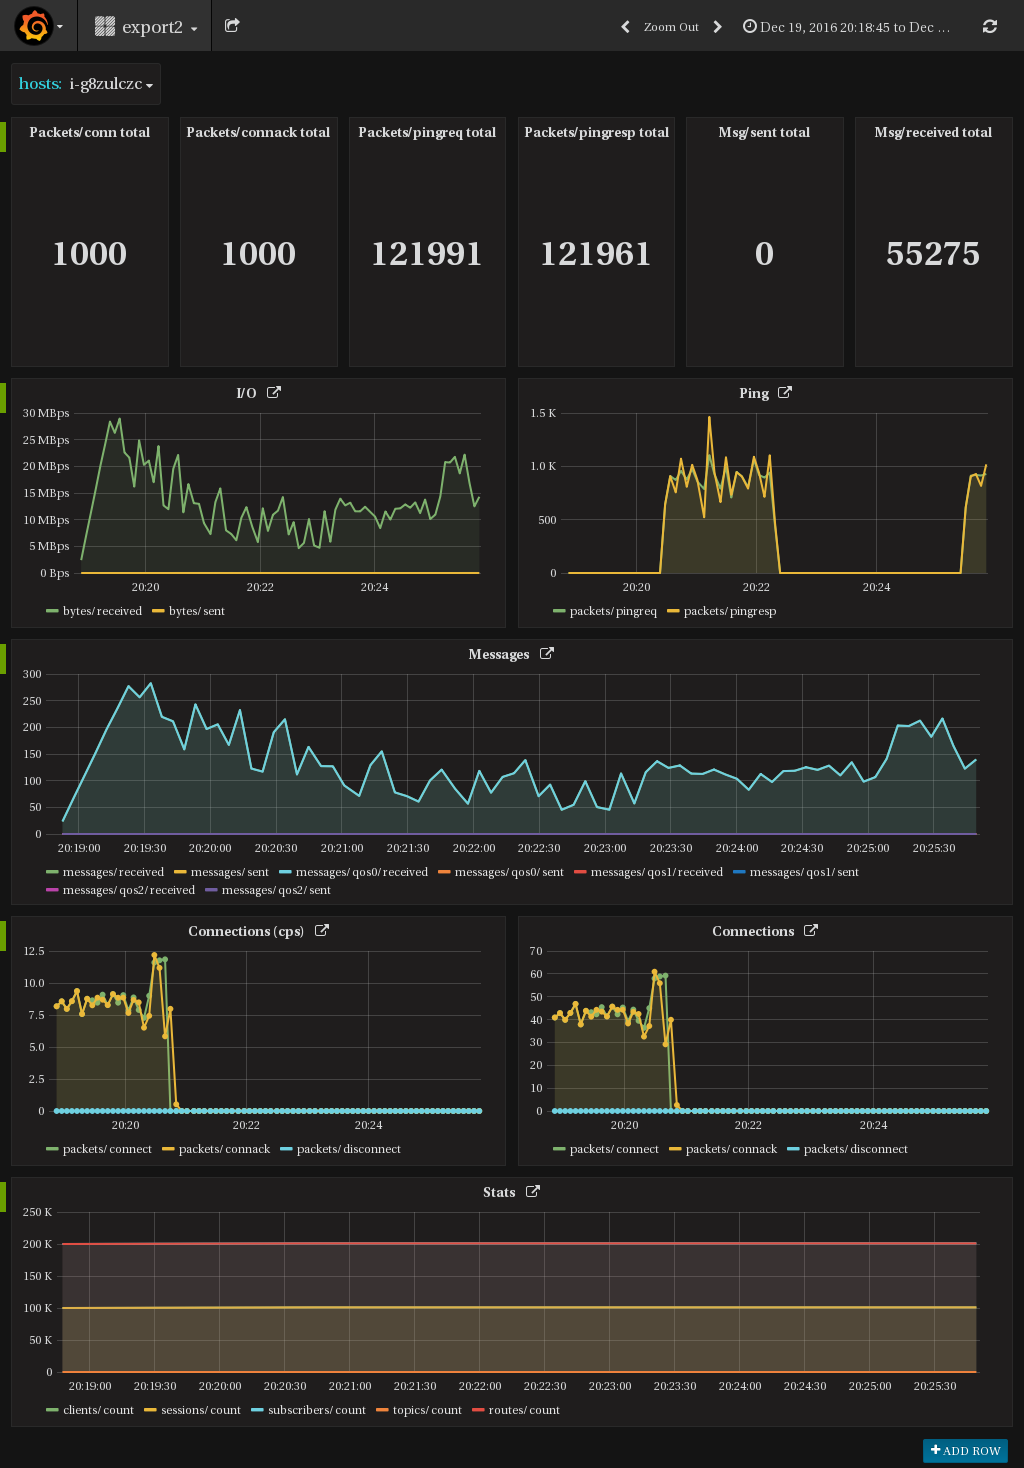 export2
Zoom Out
Dec 19, 2016 20:18:45 to Dec ...
hosts: i-g8zulczc
Packets/conn total
1000
Packets/connack total
1000
Packets/pingreq total
121991
Packets/pingresp total
121961
Msg/sent total
0
Msg/received total
55275
I/O
30 MBps
25 MBps
20 MBps
15 MBps
10 MBps
5 MBps
0 Bps
20:20 20:22 20:24
bytes/received bytes/sent
Ping
1.5 K
1.0 K
500
0
20:20 20:22 20:24
packets/pingreq packets/pingresp
Messages
300
250
200
150
100
50
0
20:19:00 20:19:30 20:20:00 20:20:30 20:21:00 20:21:30 20:22:00 20:22:30 20:23:00 20:23:30 20:24:00 20:24:30 20:25:00 20:25:30
messages/received messages/sent messages/qos0/received messages/qos0/sent messages/qos1/received messages/qos1/sent
messages/qos2/received messages/qos2/sent
Connections (cps)
12.5
10.0
7.5
5.0
2.5
0
20:20 20:22 20:24
packets/connect packets/connack packets/disconnect
Connections
70
60
50
40
30
20
10
0
20:20 20:22 20:24
packets/connect packets/connack packets/disconnect
Stats
250 K
200 K
150 K
100 K
50 K
0
20:19:00 20:19:30 20:20:00 20:20:30 20:21:00 20:21:30 20:22:00 20:22:30 20:23:00 20:23:30 20:24:00 20:24:30 20:25:00 20:25:30
clients/count sessions/count subscribers/count topics/count routes/count
ADD ROW